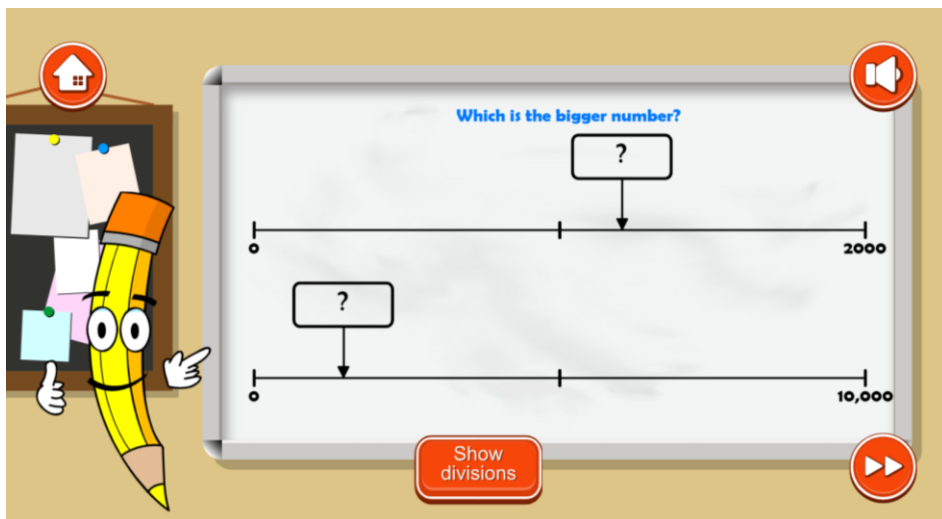 Which is the bigger number?
?
0
2000
?
0
10,000
Show
divisions